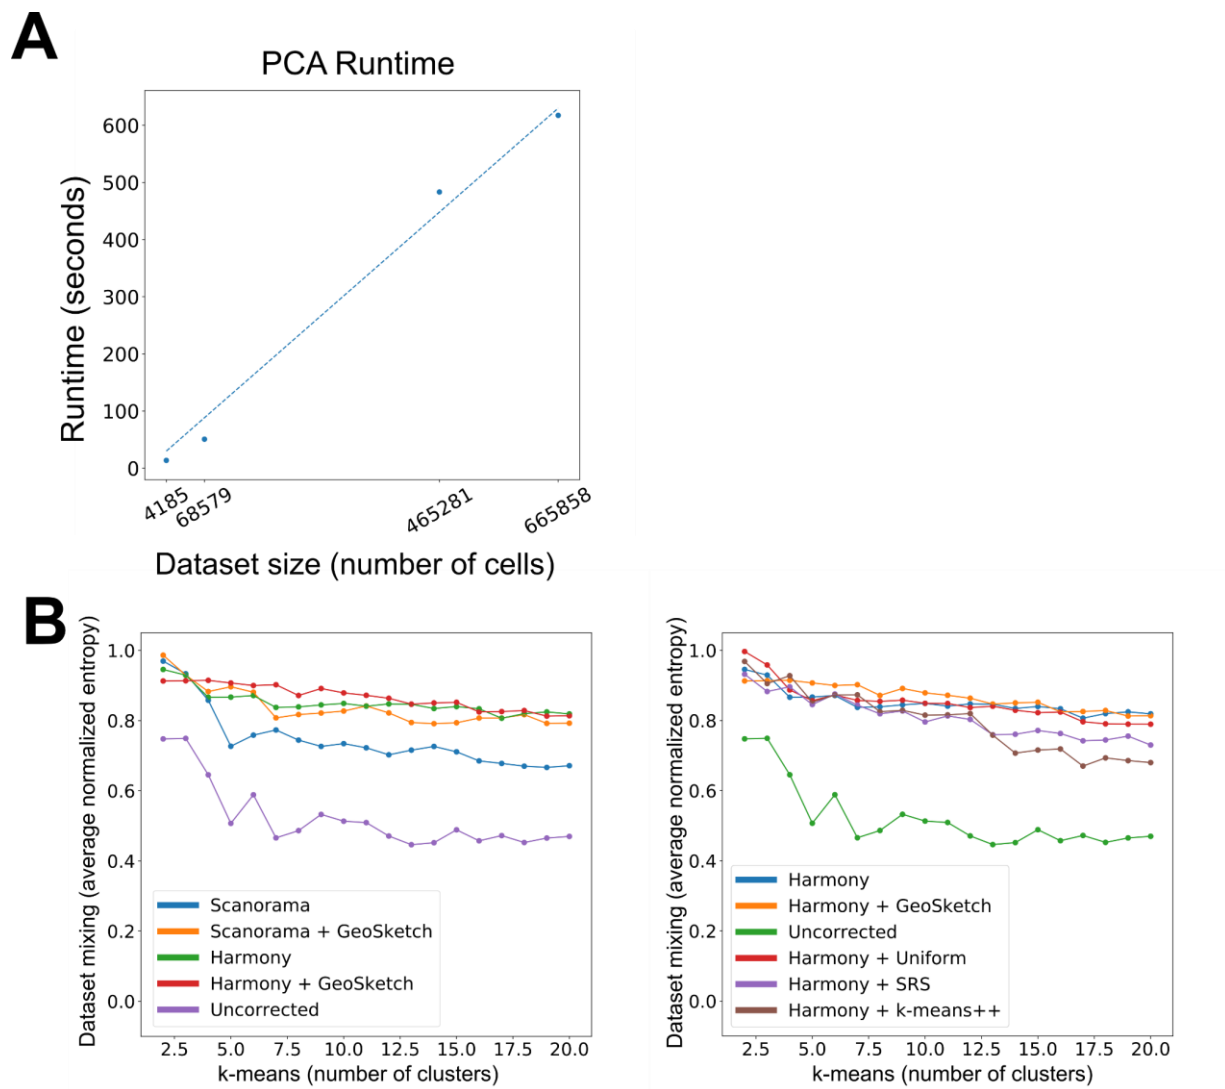 A
PCA Runtime
Runtime (seconds)
600
500
400
300
200
100
0
4185
68579
465281
665858
Dataset size (number of cells)
B
Dataset mixing (average normalized entropy)
1.0
0.8
0.6
0.4
0.2
0.0
Scanorama
Scanorama + GeoSketch
Harmony
Harmony + GeoSketch
Uncorrected
2.5 5.0 7.5 10.0 12.5 15.0 17.5 20.0
k-means (number of clusters)
Dataset mixing (average normalized entropy)
1.0
0.8
0.6
0.4
0.2
0.0
Harmony
Harmony + GeoSketch
Uncorrected
Harmony + Uniform
Harmony + SRS
Harmony + k-means++
2.5 5.0 7.5 10.0 12.5 15.0 17.5 20.0
k-means (number of clusters)